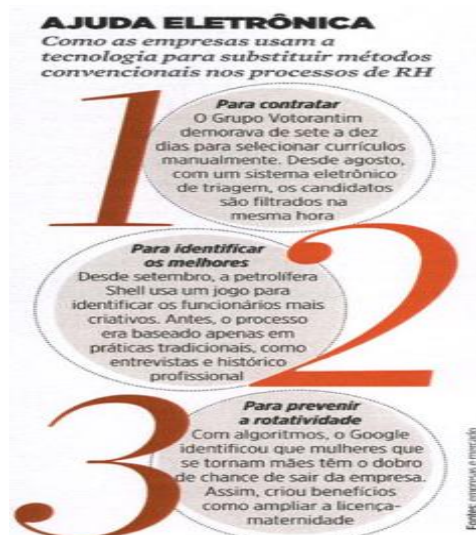 AJUDA ELETRÔNICA
Como as empresas usam a
tecnologia para substituir métodos
convencionais nos processos de RH
1
Para contratar
O Grupo Votorantim
demorava de sete a dez
dias para selecionar currículos
manualmente. Desde agosto,
com um sistema eletrônico
de triagem, os candidatos
são filtrados na
mesma hora
2
Para identificar
os melhores
Desde setembro, a petrolífera
Shell usa um jogo para
identificar os funcionários mais
criativos. Antes, o processo
era baseado apenas em
práticas tradicionais, como
entrevistas e histórico
profissional
3
Para prevenir
a rotatividade
Com algoritmos, o Google
identificou que mulheres que
se tornam mães têm o dobro
de chance de sair da empresa.
Assim, criou benefícios
como ampliar a licença-
maternidade
Fontes: empresas e mercado